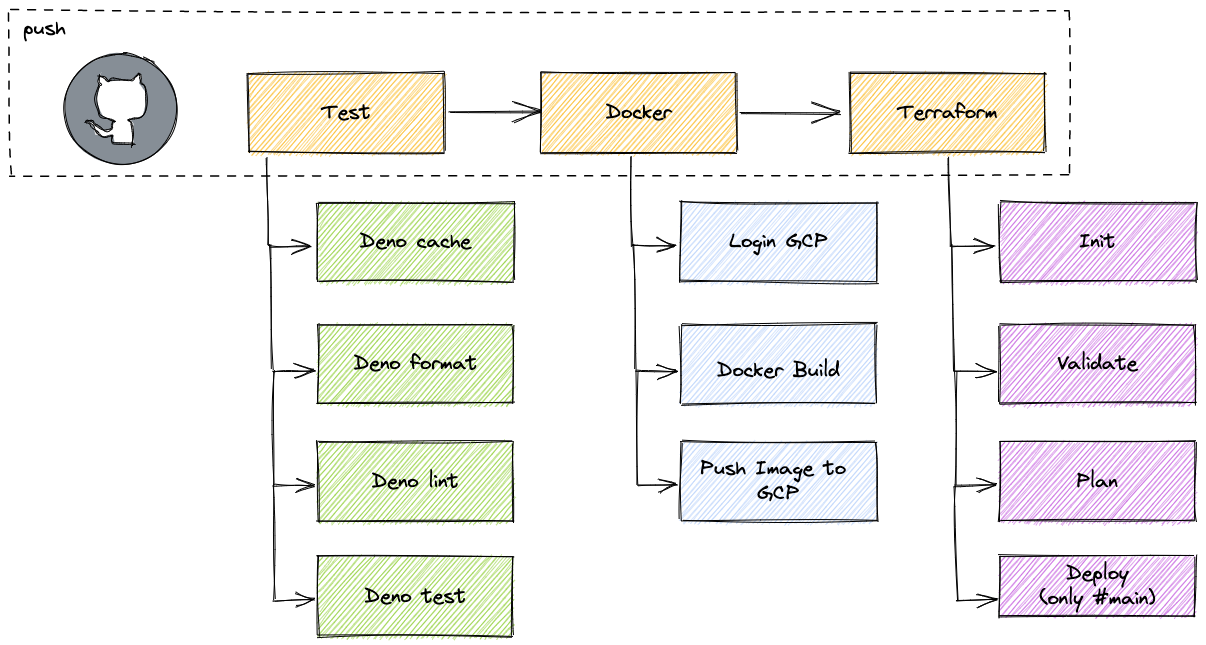 push
Test
Docker
Terraform
Deno cache
Login GCP
Init
Deno format
Docker Build
Validate
Deno lint
Push Image to
GCP
Plan
Deno test
Deploy
(only #main)